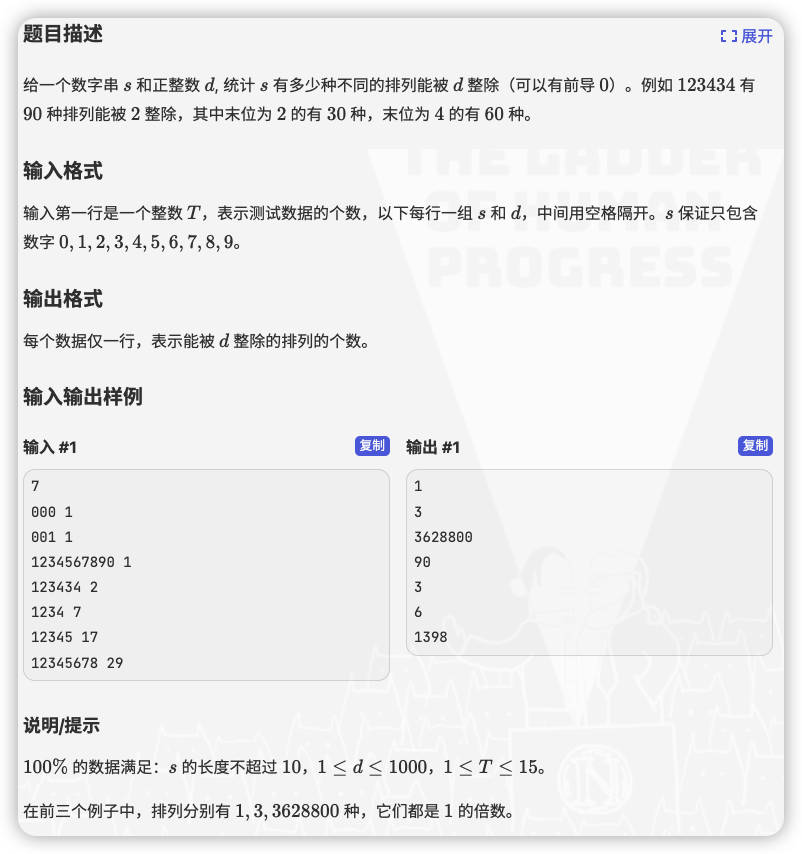 题目描述
展开
给一个数字串 s 和正整数 d, 统计 s 有多少种不同的排列能被 d 整除（可以有前导 0）。例如 123434 有
90 种排列能被 2 整除，其中末位为 2 的有 30 种，末位为 4 的有 60 种。
THE LADDER
OF HUMAN
PROGRESS
输入格式
输入第一行是一个整数 T，表示测试数据的个数，以下每行一组 s 和 d，中间用空格隔开。s 保证只包含
数字 0, 1, 2, 3, 4, 5, 6, 7, 8, 9。
输出格式
每个数据仅一行，表示能被 d 整除的排列的个数。
输入输出样例
输入 #1
复制
7
000 1
001 1
1234567890 1
123434 2
1234 7
12345 17
12345678 29
输出 #1
复制
1
3
3628800
90
3
6
1398
说明/提示
100% 的数据满足：s 的长度不超过 10，1 ≤ d ≤ 1000，1 ≤ T ≤ 15。
在前三个例子中，排列分别有 1, 3, 3628800 种，它们都是 1 的倍数。